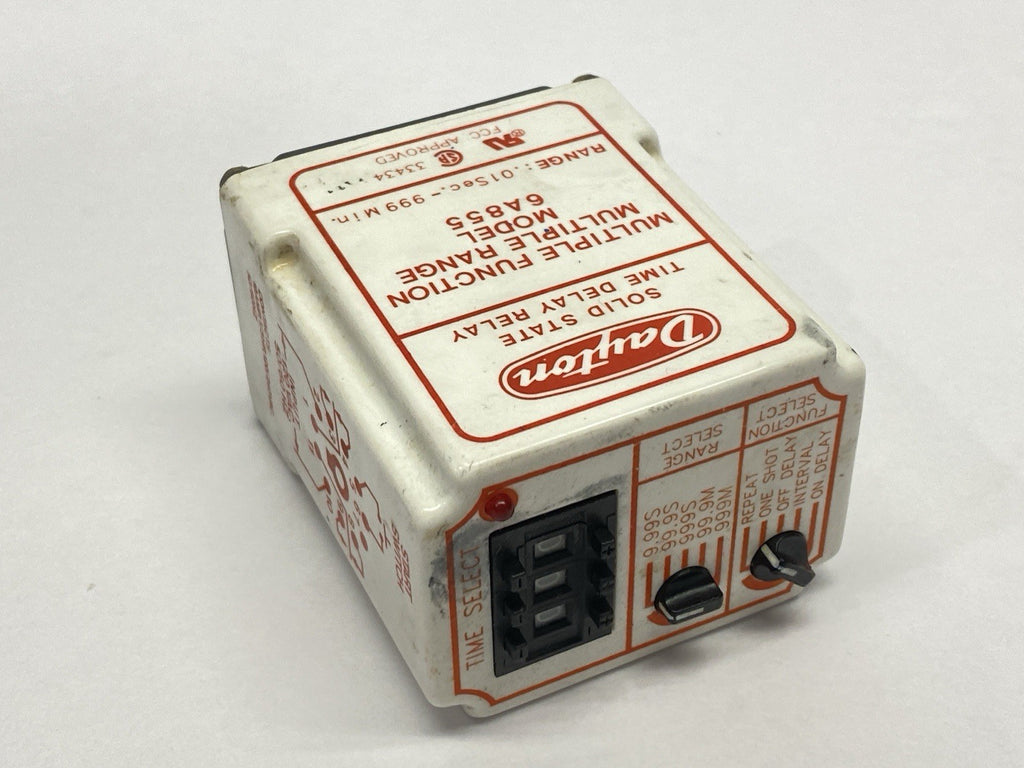 Dayton
SOLID STATE
TIME DELAY RELAY
MULTIPLE FUNCTION
MULTIPLE RANGE
MODEL
6A855
RANGE: .01Sec.- 999 Min.
33434
FCC APPROVED
TIME SELECT
RANGE
SELECT
9.99S
99.9S
999S
99.9M
999M
FUNCTION
SELECT
REPEAT
ONE SHOT
OFF DELAY
INTERVAL
ON DELAY